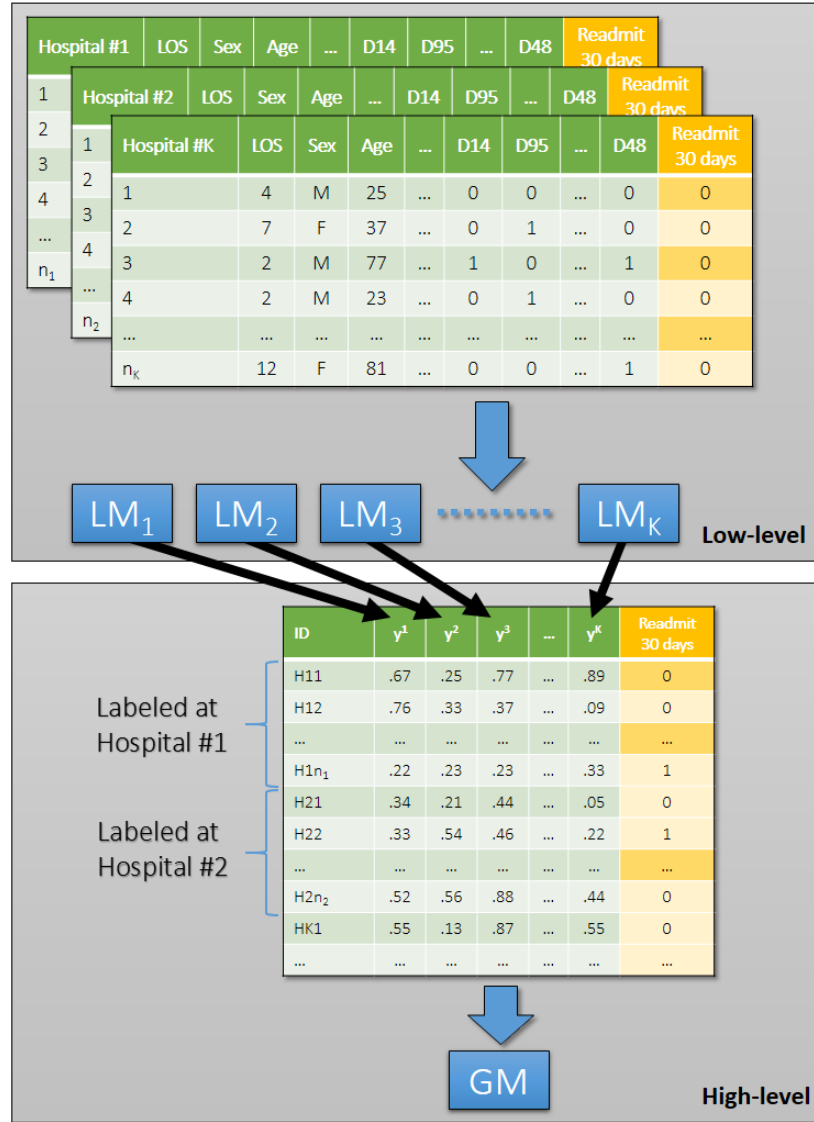 Hospital #1 LOS Sex Age ... D14 D95 ... D48 Readmit
30 days
1
2
3
4
...
n₁
Hospital #2 LOS Sex Age ... D14 D95 ... D48 Readmit
30 days
1
2
3
4
...
n₂
Hospital #K LOS Sex Age ... D14 D95 ... D48 Readmit
30 days
1 4 M 25 ... 0 0 ... 0 0
2 7 F 37 ... 0 1 ... 0 0
3 2 M 77 ... 1 0 ... 1 0
4 2 M 23 ... 0 1 ... 0 0
... ... ... ... ... ... ... ... ... ...
nK 12 F 81 ... 0 0 ... 1 0
LM₁ LM₂ LM₃ LMK
Low-level
ID y¹ y² y³ ... yᴷ Readmit
30 days
H11 .67 .25 .77 ... .89 0
H12 .76 .33 .37 ... .09 0
... ... ... ... ... ... ...
H1n₁ .22 .23 .23 ... .33 1
H21 .34 .21 .44 ... .05 0
H22 .33 .54 .46 ... .22 1
... ... ... ... ... ... ...
H2n₂ .52 .56 .88 ... .44 0
HK1 .55 .13 .87 ... .55 0
... ... ... ... ... ... ...
Labeled at
Hospital #1
Labeled at
Hospital #2
GM
High-level